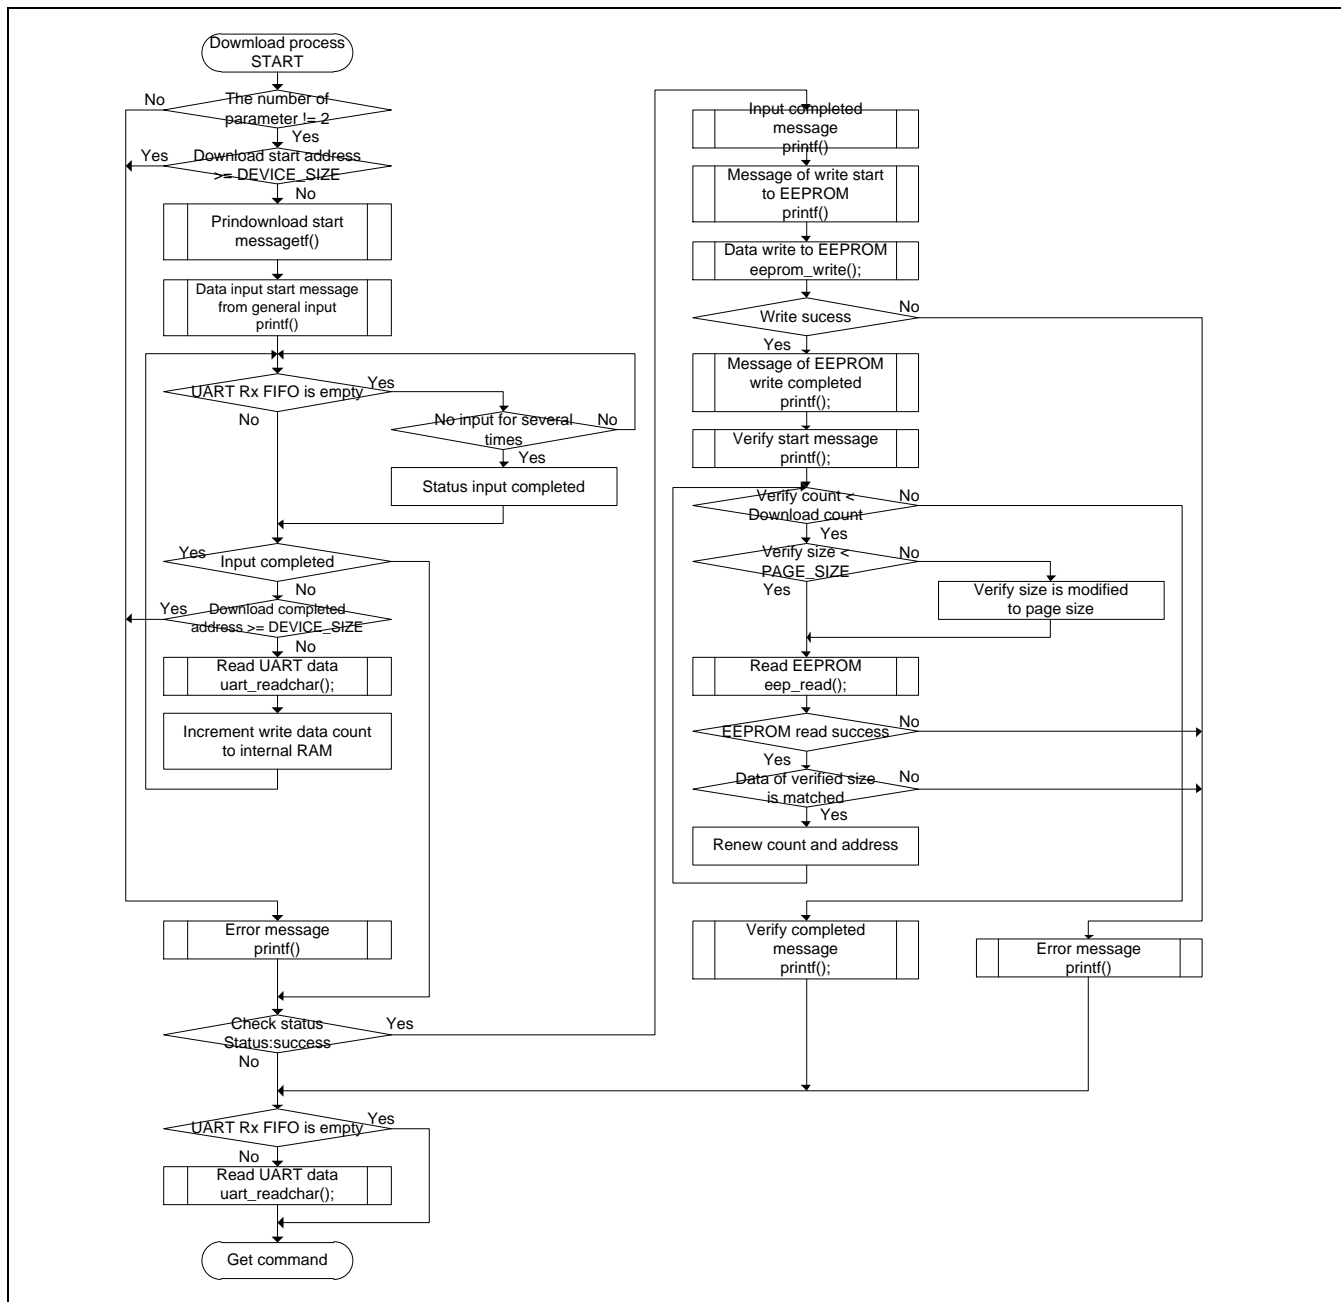 Dowmload process
START
No
The number of
parameter != 2
Yes
Yes
Download start address
>= DEVICE_SIZE
No
Prindownload start
messagetf()
Data input start message
from general input
printf()
UART Rx FIFO is empty
Yes
No
No input for several
times
No
Yes
Status input completed
Yes
Input completed
No
Yes
Download completed
address >= DEVICE_SIZE
No
Read UART data
uart_readchar();
Increment write data count
to internal RAM
Error message
printf()
Check status
Status:success
Yes
No
UART Rx FIFO is empty
Yes
No
Read UART data
uart_readchar();
Get command
Input completed
message
printf()
Message of write start
to EEPROM
printf()
Data write to EEPROM
eeprom_write();
Write sucess
No
Yes
Message of EEPROM
write completed
printf();
Verify start message
printf();
Verify count <
Download count
No
Yes
Verify size <
PAGE_SIZE
No
Yes
Verify size is modified
to page size
Read EEPROM
eep_read();
EEPROM read success
No
Yes
Data of verified size
is matched
No
Yes
Renew count and address
Verify completed
message
printf();
Error message
printf()